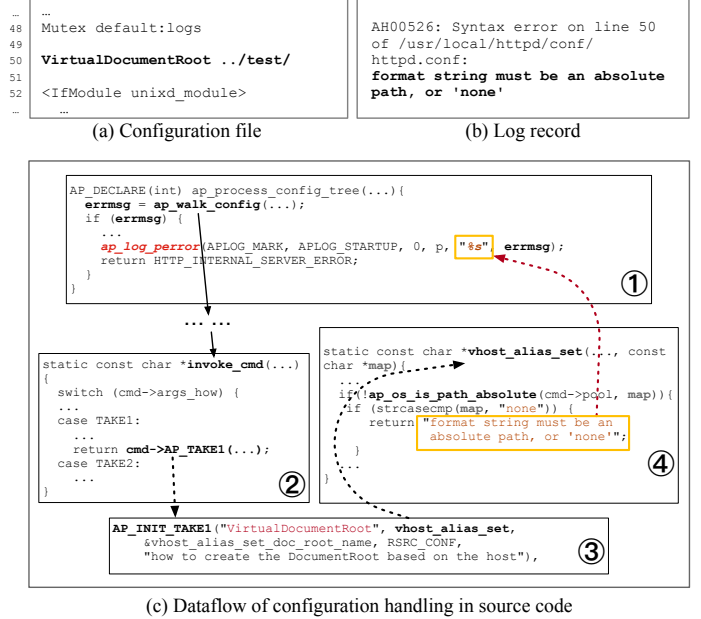 … …
48 Mutex default:logs
49
50 VirtualDocumentRoot ../test/
51
52 <IfModule unixd_module>
… …
(a) Configuration file
AH00526: Syntax error on line 50
of /usr/local/httpd/conf/
httpd.conf:
format string must be an absolute
path, or 'none'
(b) Log record
AP_DECLARE(int) ap_process_config_tree(...){
errmsg = ap_walk_config(...);
if (errmsg) {
...
ap_log_perror(APLOG_MARK, APLOG_STARTUP, 0, p, "%s", errmsg);
return HTTP_INTERNAL_SERVER_ERROR;
}
}
①
... ...
static const char *invoke_cmd(...)
{
switch (cmd->args_how) {
...
case TAKE1:
...
return cmd->AP_TAKE1(...);
case TAKE2:
...
}
②
static const char *vhost_alias_set(..., const
char *map){
...
if(!ap_os_is_path_absolute(cmd->pool, map)){
if (strcasecmp(map, "none")) {
return "format string must be an
absolute path, or 'none'";
}
...
}
④
AP_INIT_TAKE1("VirtualDocumentRoot", vhost_alias_set,
&vhost_alias_set_doc_root_name, RSRC_CONF,
"how to create the DocumentRoot based on the host"),
③
(c) Dataflow of configuration handling in source code